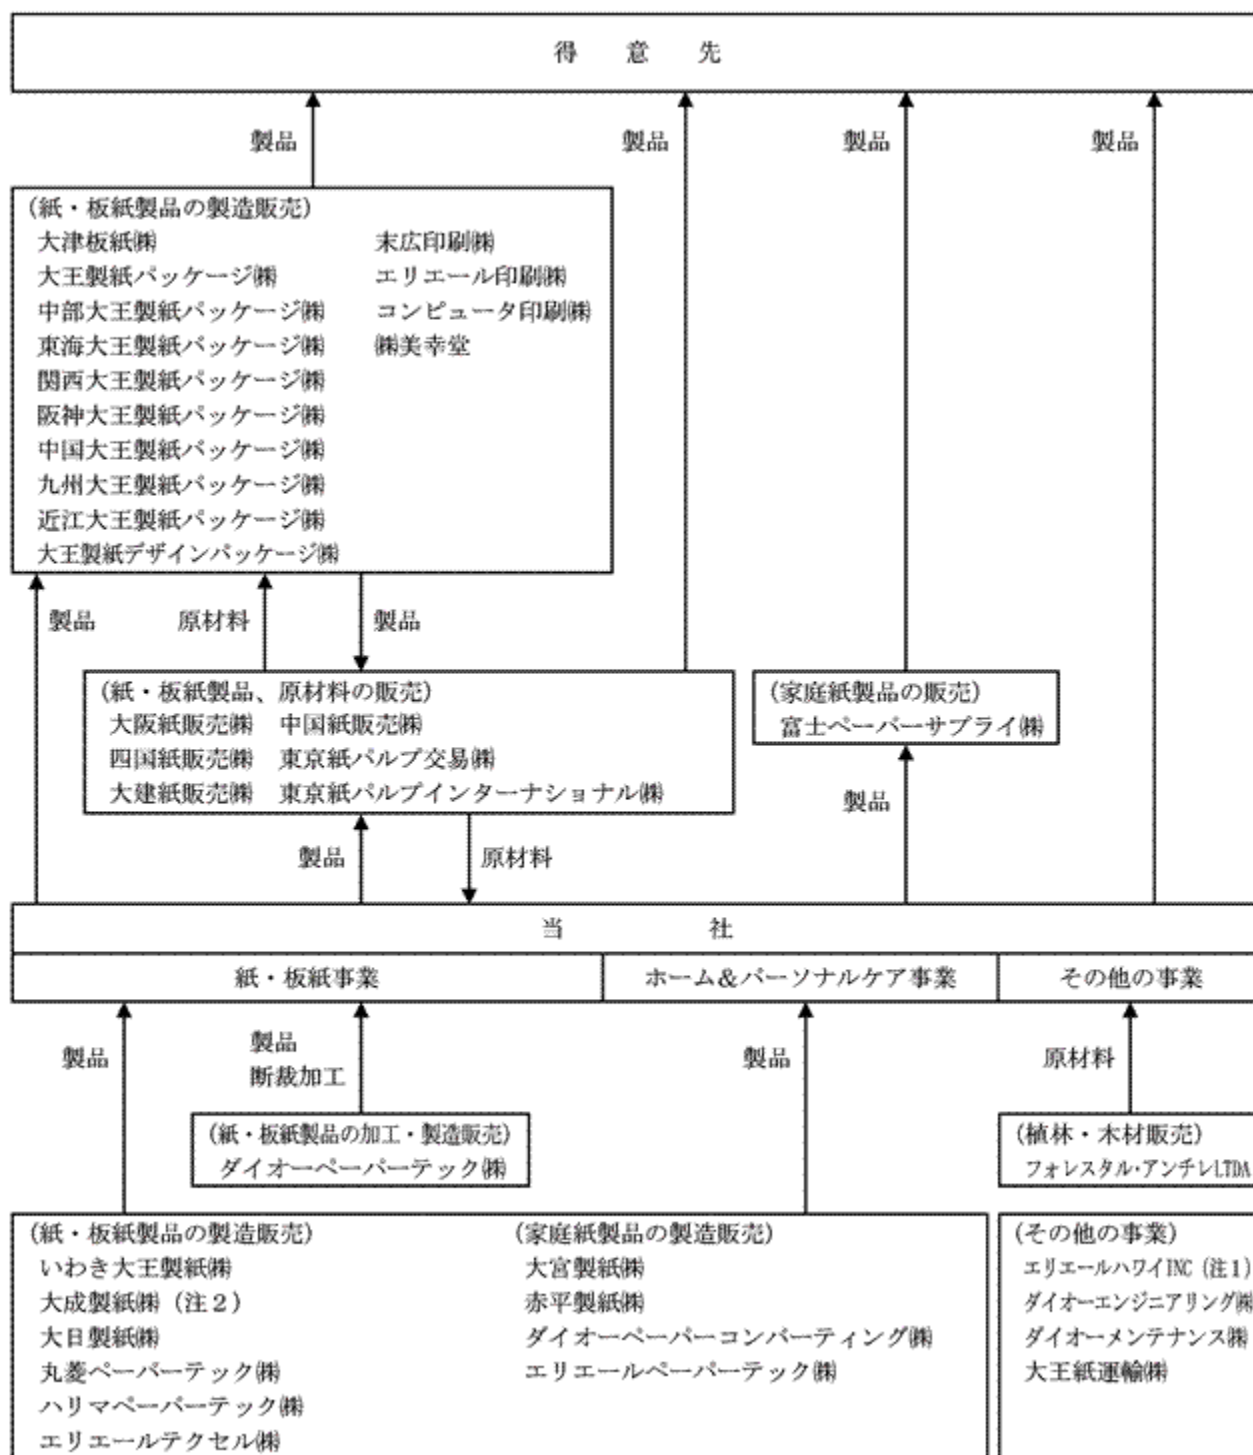 得意先
製品
製品
製品
製品
(紙・板紙製品の製造販売)
大津板紙㈱
大王製紙パッケージ㈱
中部大王製紙パッケージ㈱
東海大王製紙パッケージ㈱
関西大王製紙パッケージ㈱
阪神大王製紙パッケージ㈱
中国大王製紙パッケージ㈱
九州大王製紙パッケージ㈱
近江大王製紙パッケージ㈱
大王製紙デザインパッケージ㈱
末広印刷㈱
エリエール印刷㈱
コンピュータ印刷㈱
㈱美幸堂
製品
原材料
製品
(紙・板紙製品、原材料の販売)
大阪紙販売㈱ 中国紙販売㈱
四国紙販売㈱ 東京紙パルプ交易㈱
大建紙販売㈱ 東京紙パルプインターナショナル㈱
(家庭紙製品の販売)
富士ペーパーサプライ㈱
製品
製品
原材料
当社
紙・板紙事業
ホーム&パーソナルケア事業
その他の事業
製品
製品
断裁加工
製品
原材料
(紙・板紙製品の加工・製造販売)
ダイオーペーパーテック㈱
(植林・木材販売)
フォレスタル・アンチレLTDA
(紙・板紙製品の製造販売)
いわき大王製紙㈱
大成製紙㈱(注2)
大日製紙㈱
丸菱ペーパーテック㈱
ハリマペーパーテック㈱
エリエールテクセル㈱
(家庭紙製品の製造販売)
大宮製紙㈱
赤平製紙㈱
ダイオーペーパーコンバーティング㈱
エリエールペーパーテック㈱
(その他の事業)
エリエールハワイINC(注1)
ダイオーエンジニアリング㈱
ダイオーメンテナンス㈱
大王紙運輸㈱